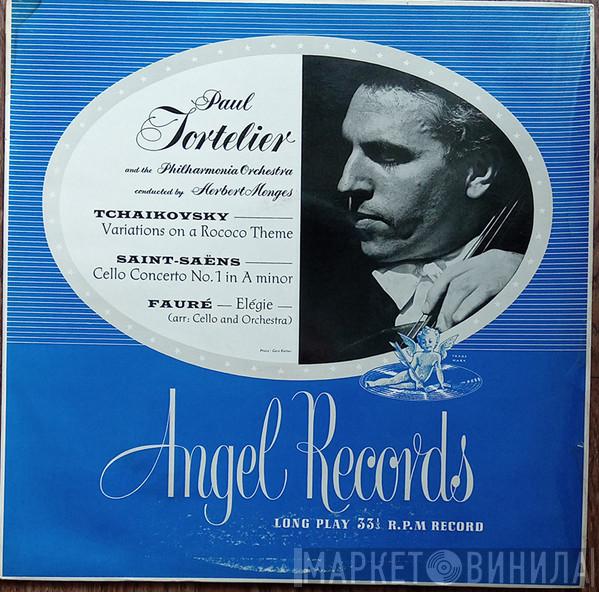 Paul
Tortelier
and the Philharmonia Orchestra
conducted by Herbert Menges
TCHAIKOVSKY
Variations on a Rococo Theme
SAINT-SAËNS
Cello Concerto No. 1 in A minor
FAURÉ — Elégie —
(arr: Cello and Orchestra)
TRADE
MARK
Angel Records
LONG PLAY 33⅓ R.P.M RECORD
МАРКЕТ ВИНИЛА